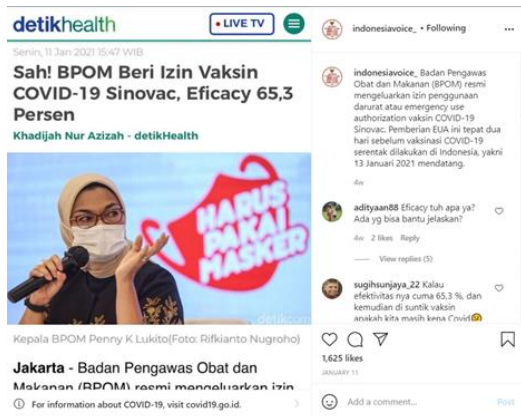 detikhealth
• LIVE TV
Senin, 11 Jan 2021 15:47 WIB
Sah! BPOM Beri Izin Vaksin
COVID-19 Sinovac, Eficacy 65,3
Persen
Khadijah Nur Azizah - detikHealth
HARUS
PAKAI
MASKER
detikcom
Kepala BPOM Penny K Lukito(Foto: Rifkianto Nugroho)
Jakarta - Badan Pengawas Obat dan
Makanan (BPOM) resmi mengeluarkan izin
For information about COVID-19, visit covid19.go.id.
indonesiavoice_ • Following
indonesiavoice_ Badan Pengawas
Obat dan Makanan (BPOM) resmi
mengeluarkan izin penggunaan
darurat atau emergency use
authorization vaksin COVID-19
Sinovac. Pemberian EUA ini tepat dua
hari sebelum vaksinasi COVID-19
serentak dilakukan di Indonesia, yakni
13 Januari 2021 mendatang.
4w
adityaan88 Eficacy tuh apa ya?
Ada yg bisa bantu jelaskan?
4w 2 likes Reply
View replies (5)
sugihsunjaya_22 Kalau
efektivitas nya cuma 65,3 %, dan
kemudian di suntik vaksin
apakah kita masih kena Covid
1,625 likes
JANUARY 11
Add a comment...
Post